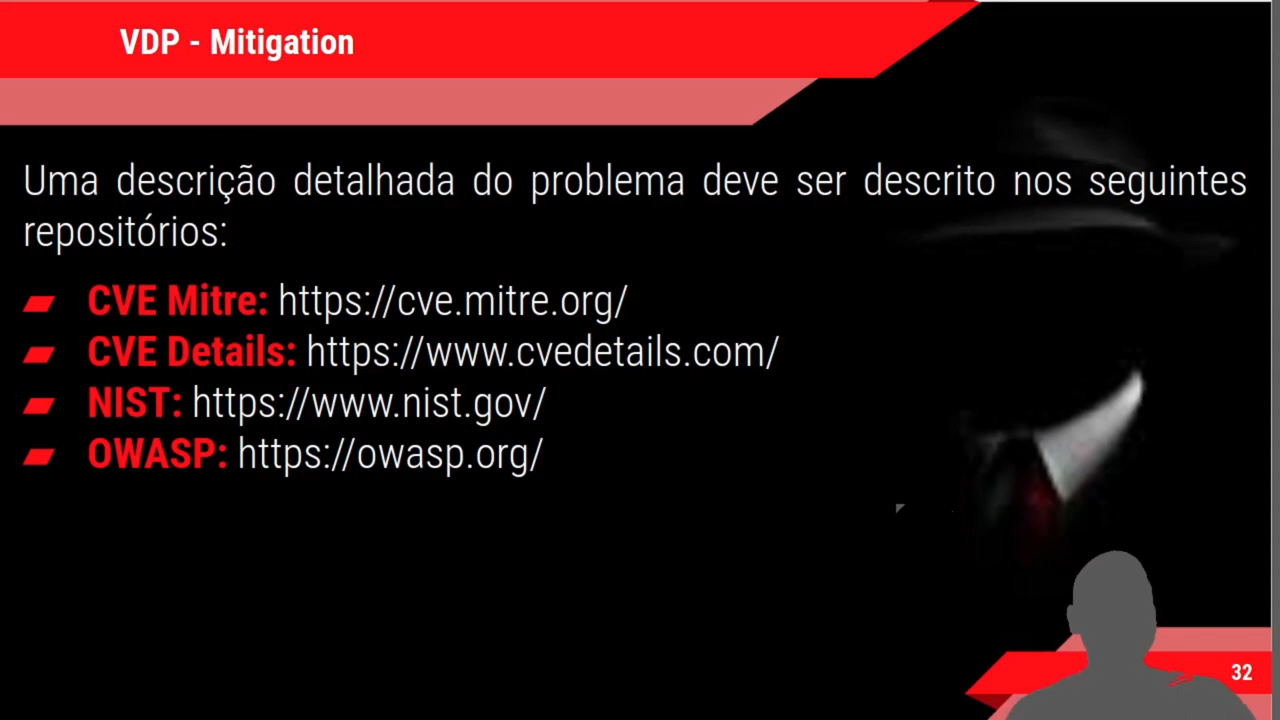 VDP - Mitigation
Uma descrição detalhada do problema deve ser descrito nos seguintes
repositórios:
CVE Mitre: https://cve.mitre.org/
CVE Details: https://www.cvedetails.com/
NIST: https://www.nist.gov/
OWASP: https://owasp.org/
32